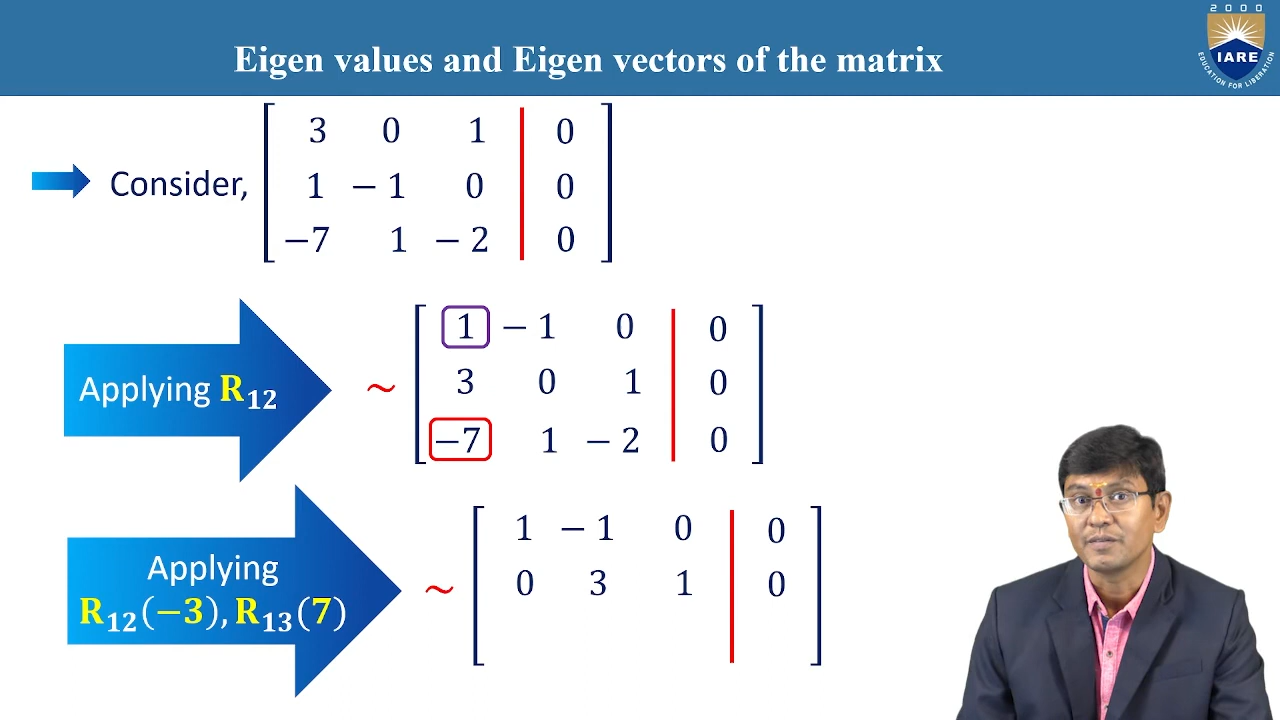 2000
IARE
EDUCATION FOR LIBERATION
Eigen values and Eigen vectors of the matrix
3 0 1 0
Consider, 1 −1 0 0
−7 1 −2 0
1 −1 0 0
Applying R₁₂ ~ 3 0 1 0
−7 1 −2 0
1 −1 0 0
Applying
~ 0 3 1 0
R₁₂(−3), R₁₃(7)